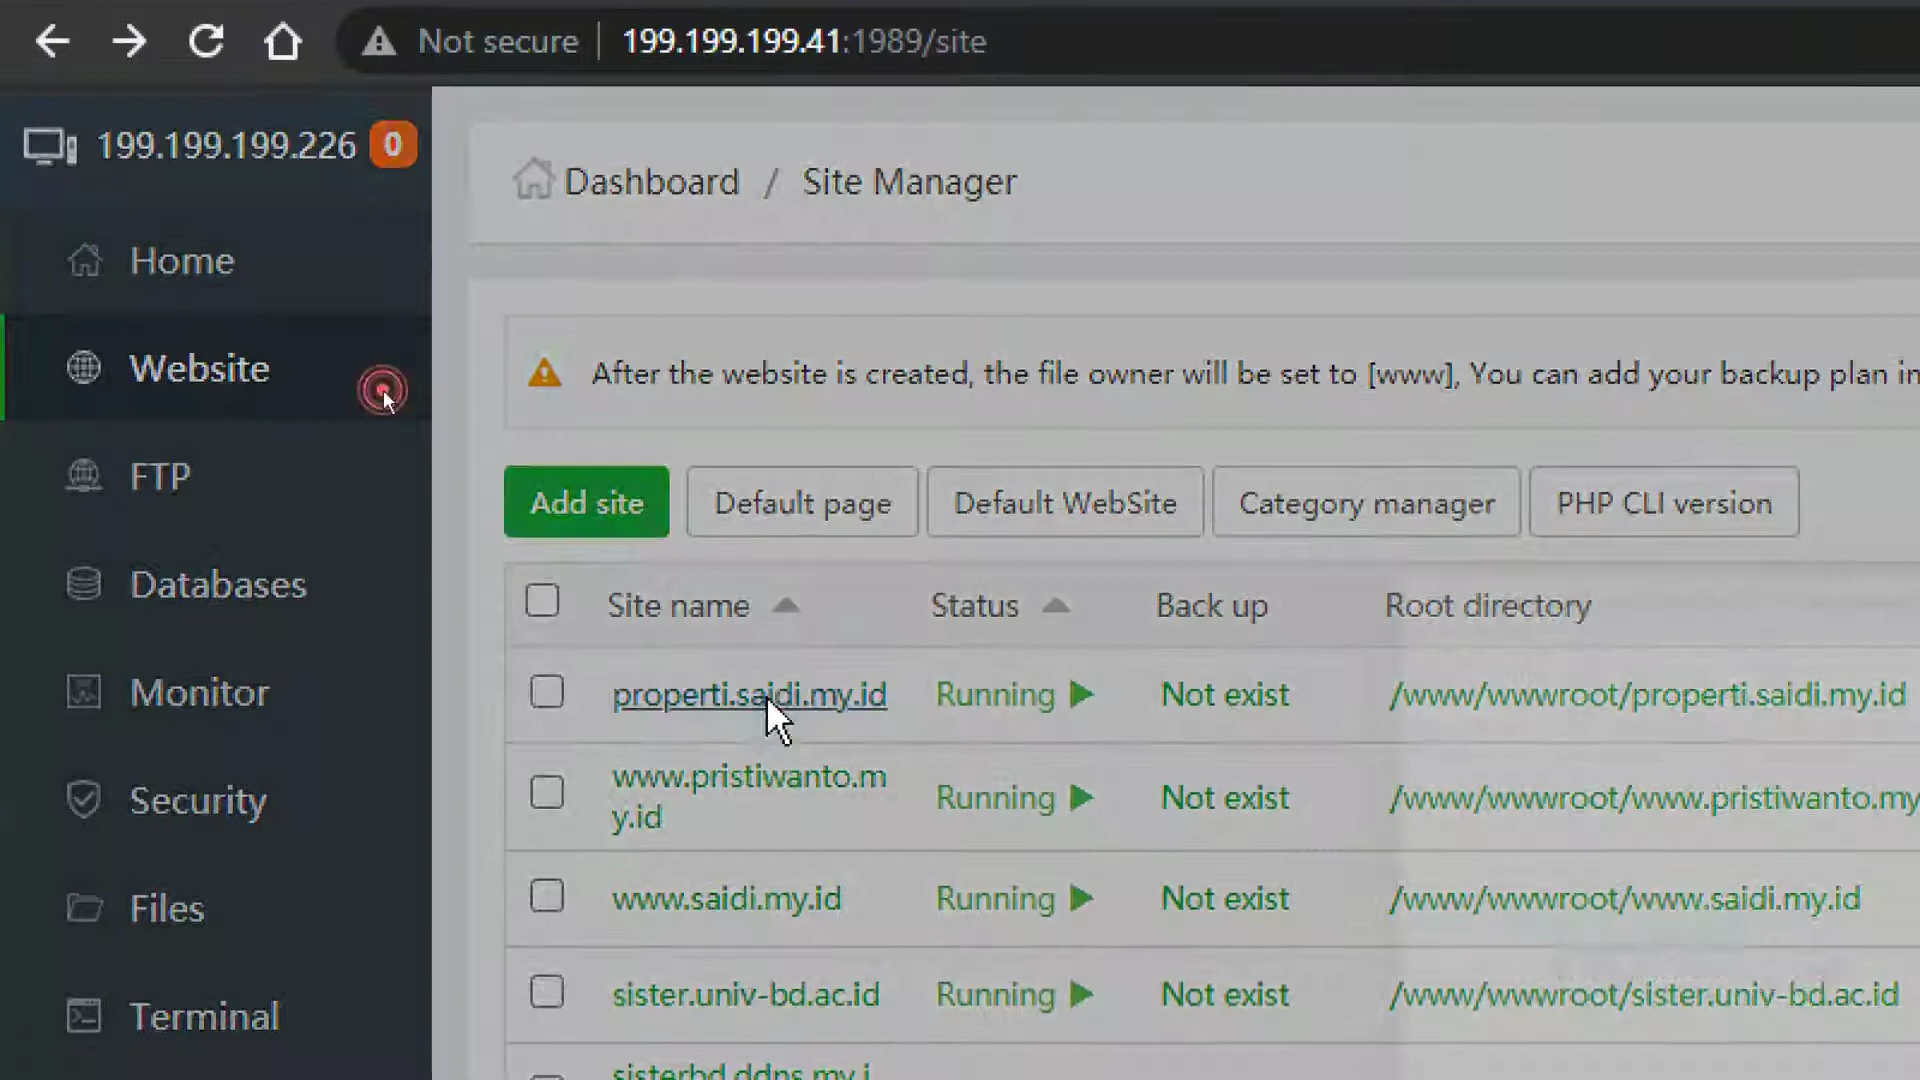 Not secure | 199.199.199.41:1989/site
199.199.199.226 0
Dashboard / Site Manager
Home
Website
FTP
Databases
Monitor
Security
Files
Terminal
After the website is created, the file owner will be set to [www], You can add your backup plan in
Add site Default page Default WebSite Category manager PHP CLI version
Site name Status Back up Root directory
properti.saidi.my.id Running Not exist /www/wwwroot/properti.saidi.my.id
www.pristiwanto.m
y.id Running Not exist /www/wwwroot/www.pristiwanto.my
www.saidi.my.id Running Not exist /www/wwwroot/www.saidi.my.id
sister.univ-bd.ac.id Running Not exist /www/wwwroot/sister.univ-bd.ac.id
sisterbd.ddns.my.i